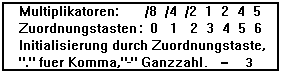 Multiplikatoren: /8 /4 /2 1 2 4 5
Zuordnungstasten: 0 1 2 3 4 5 6
Initialisierung durch Zuordnungstaste,
"." fuer Komma,"-" Ganzzahl. - 3